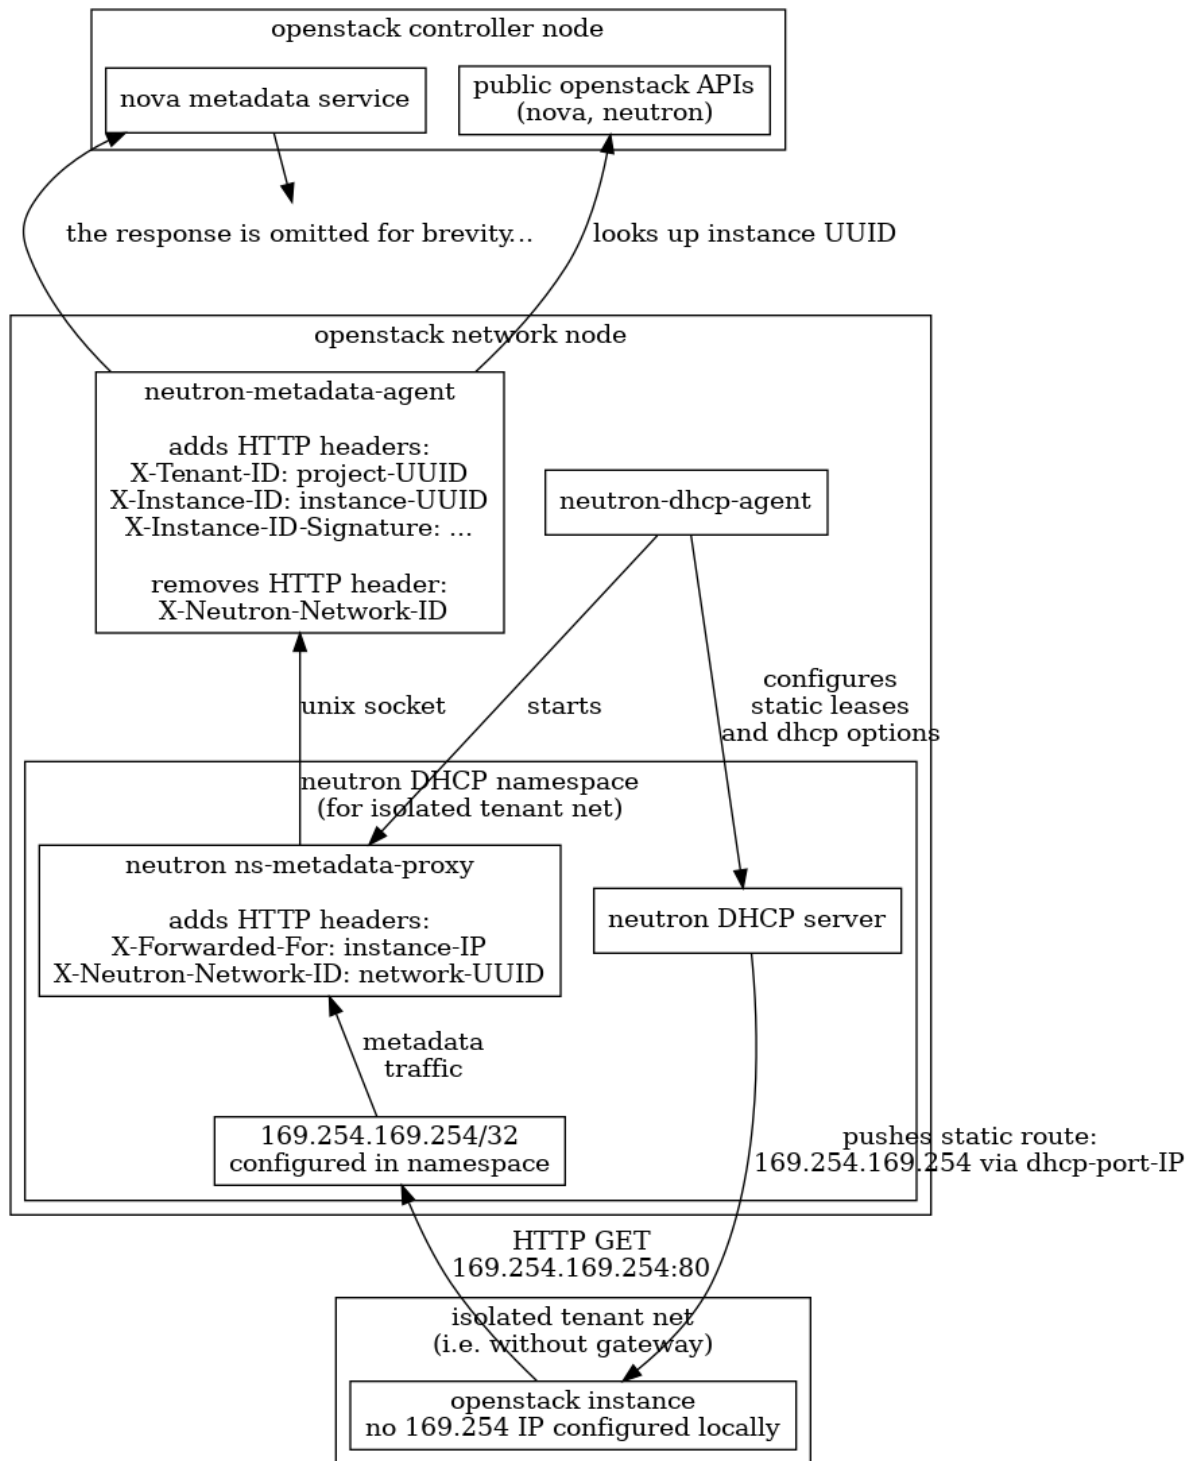 openstack controller node
nova metadata service
public openstack APIs
(nova, neutron)
the response is omitted for brevity...
looks up instance UUID
openstack network node
neutron-metadata-agent
adds HTTP headers:
X-Tenant-ID: project-UUID
X-Instance-ID: instance-UUID
X-Instance-ID-Signature: ...
removes HTTP header:
X-Neutron-Network-ID
neutron-dhcp-agent
unix socket
starts
configures
static leases
and dhcp options
neutron DHCP namespace
(for isolated tenant net)
neutron ns-metadata-proxy
adds HTTP headers:
X-Forwarded-For: instance-IP
X-Neutron-Network-ID: network-UUID
neutron DHCP server
metadata
traffic
169.254.169.254/32
configured in namespace
pushes static route:
169.254.169.254 via dhcp-port-IP
HTTP GET
169.254.169.254:80
isolated tenant net
(i.e. without gateway)
openstack instance
no 169.254 IP configured locally